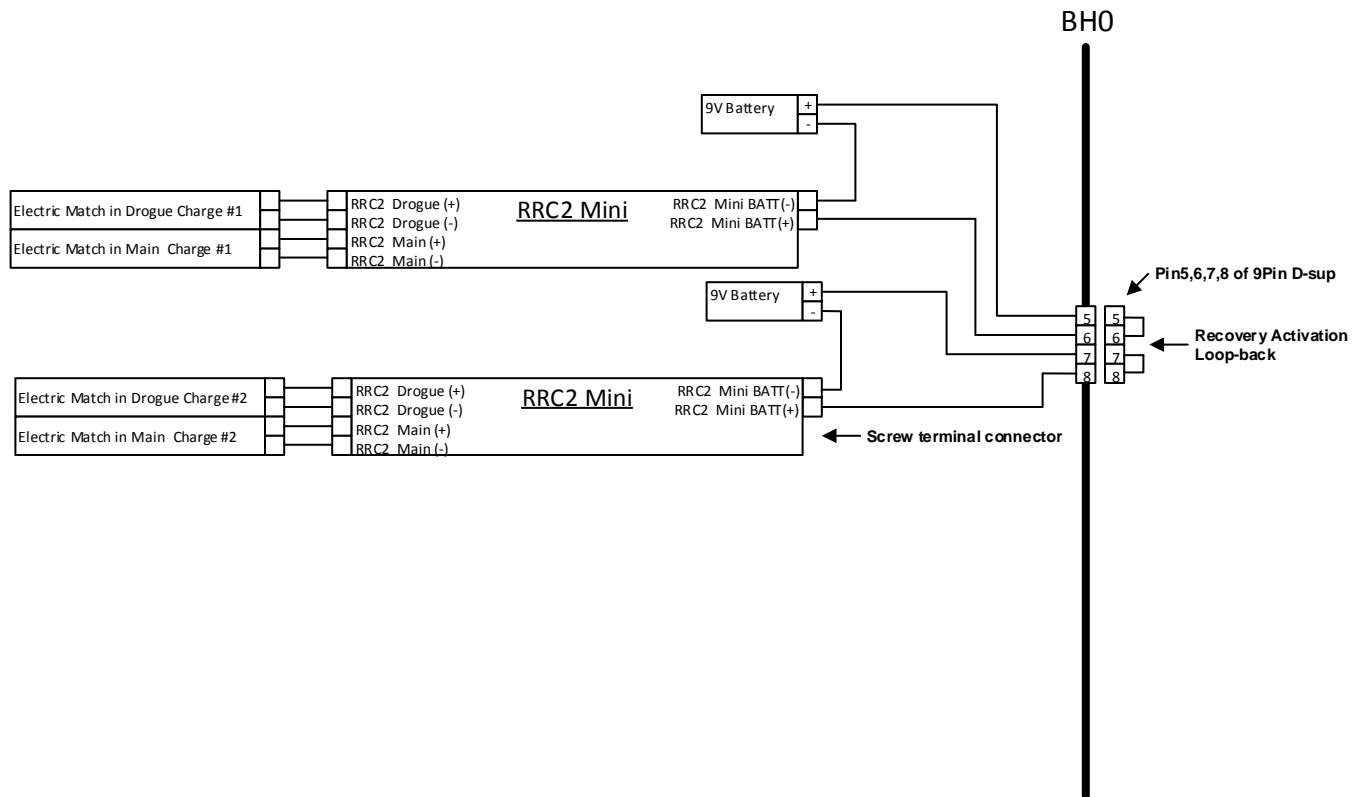 BH0
9V Battery
+
-
Electric Match in Drogue Charge #1
Electric Match in Main Charge #1
RRC2 Drogue (+)
RRC2 Drogue (-)
RRC2 Main (+)
RRC2 Main (-)
RRC2 Mini
RRC2 Mini BATT(-)
RRC2 Mini BATT(+)
9V Battery
+
-
Pin5,6,7,8 of 9Pin D-sup
5 5
6 6
7 7
8 8
Recovery Activation
Loop-back
Electric Match in Drogue Charge #2
Electric Match in Main Charge #2
RRC2 Drogue (+)
RRC2 Drogue (-)
RRC2 Main (+)
RRC2 Main (-)
RRC2 Mini
RRC2 Mini BATT(-)
RRC2 Mini BATT(+)
Screw terminal connector